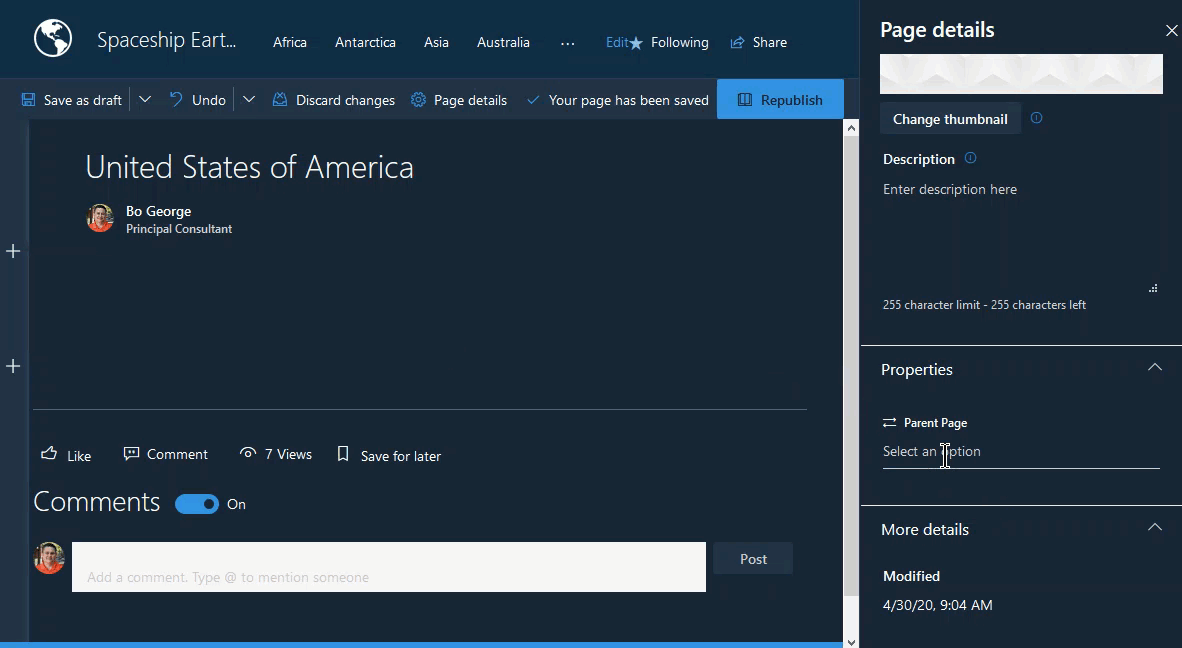 Spaceship Eart...
Africa
Antarctica
Asia
Australia
...
Edit
Following
Share
Save as draft
Undo
Discard changes
Page details
Your page has been saved
Republish
United States of America
Bo George
Principal Consultant
Like
Comment
7 Views
Save for later
Comments
On
Add a comment. Type @ to mention someone
Post
Page details
Change thumbnail
Description
Enter description here
255 character limit - 255 characters left
Properties
Parent Page
Select an option
More details
Modified
4/30/20, 9:04 AM